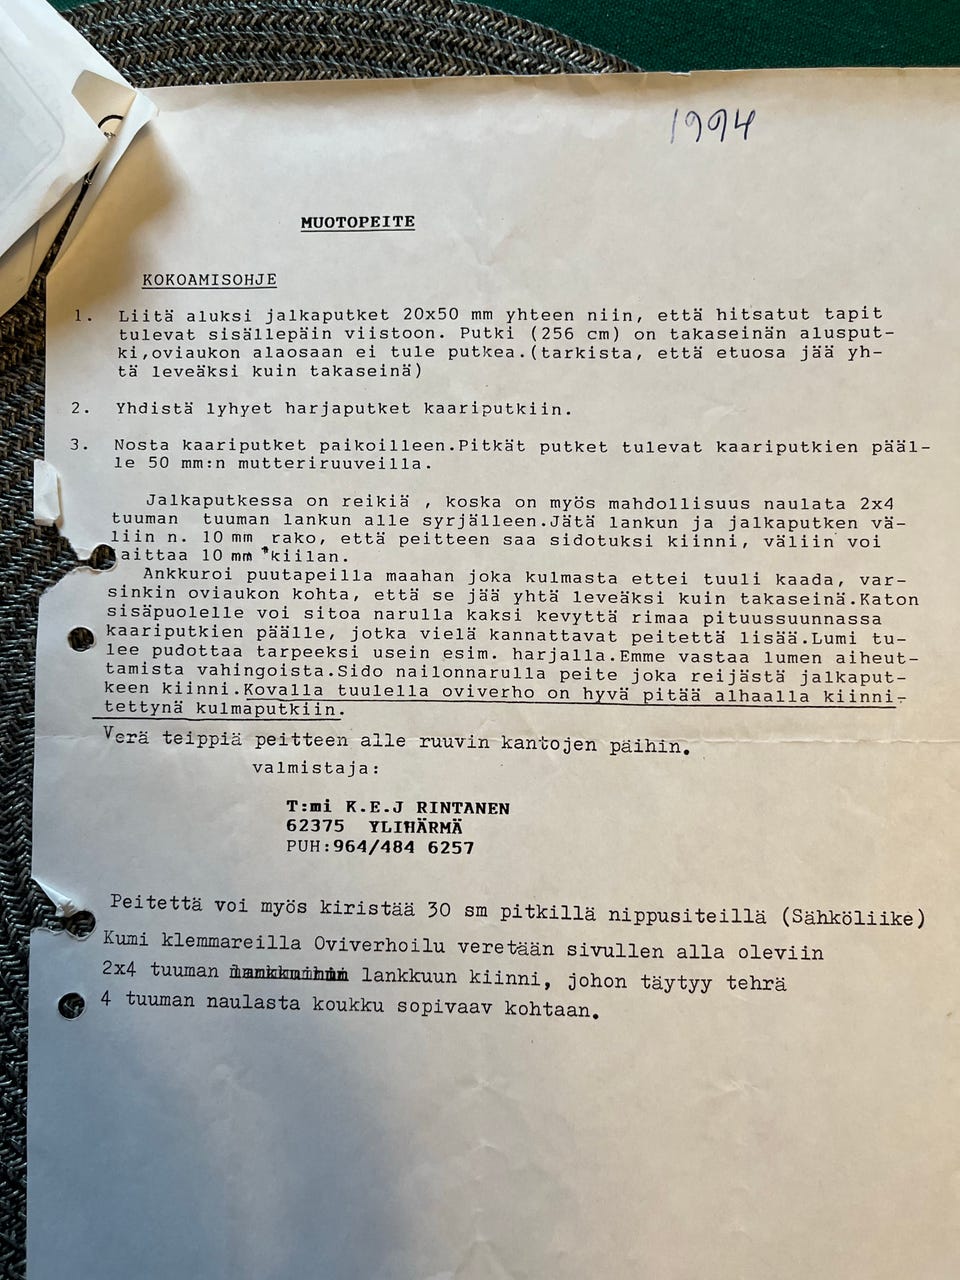 1994
MUOTOPEITE
KOKOAMISOHJE
1. Liitä aluksi jalkaputket 20x50 mm yhteen niin, että hitsatut tapit
tulevat sisällepäin viistoon. Putki (256 cm) on takaseinän alusput-
ki,oviaukon alaosaan ei tule putkea.(tarkista, että etuosa jää yh-
tä leveäksi kuin takaseinä)
2. Yhdistä lyhyet harjaputket kaariputkiin.
3. Nosta kaariputket paikoilleen.Pitkät putket tulevat kaariputkien pääl-
le 50 mm:n mutteriruuveilla.
Jalkaputkessa on reikiä , koska on myös mahdollisuus naulata 2x4
tuuman tuuman lankun alle syrjälleen.Jätä lankun ja jalkaputken vä-
liin n. 10 mm rako, että peitteen saa sidotuksi kiinni, väliin voi
laittaa 10 mm kiilan.
Ankkuroi puutapeilla maahan joka kulmasta ettei tuuli kaada, var-
sinkin oviaukon kohta, että se jää yhtä leveäksi kuin takaseinä.Katon
sisäpuolelle voi sitoa narulla kaksi kevyttä rimaa pituussuunnassa
kaariputkien päälle, jotka vielä kannattavat peitettä lisää.Lumi tu-
lee pudottaa tarpeeksi usein esim. harjalla.Emme vastaa lumen aiheut-
tamista vahingoista.Sido nailonnarulla peite joka reijästä jalkaput-
keen kiinni.Kovalla tuulella oviverho on hyvä pitää alhaalla kiinni-
tettynä kulmaputkiin.
Verä teippiä peitteen alle ruuvin kantojen päihin.
valmistaja:
T:mi K.E.J RINTANEN
62375 YLIHÄRMÄ
PUH:964/484 6257
Peitettä voi myös kiristää 30 sm pitkillä nippusiteillä (Sähköliike)
Kumi klemmareilla Oviverhoilu veretään sivullen alla oleviin
2x4 tuuman lankkuun kiinni, johon täytyy tehrä
4 tuuman naulasta koukku sopivaav kohtaan.